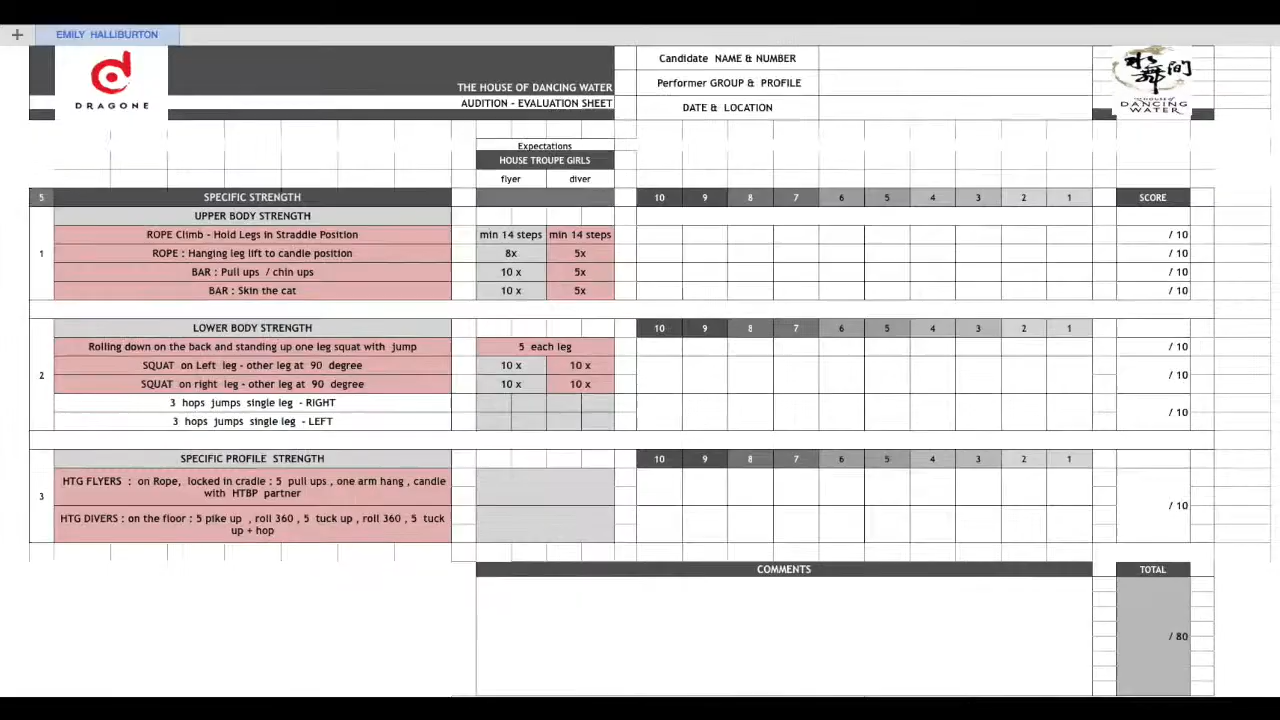 EMILY HALLIBURTON
DRAGONE
THE HOUSE OF DANCING WATER
AUDITION - EVALUATION SHEET
Candidate NAME & NUMBER
Performer GROUP & PROFILE
DATE & LOCATION
水舞間
THE HOUSE OF
DANCING
WATER
Expectations
HOUSE TROUPE GIRLS
flyer diver
5 SPECIFIC STRENGTH 10 9 8 7 6 5 4 3 2 1 SCORE
UPPER BODY STRENGTH
1
ROPE Climb - Hold Legs in Straddle Position min 14 steps min 14 steps / 10
ROPE : Hanging leg lift to candle position 8x 5x / 10
BAR : Pull ups / chin ups 10 x 5x / 10
BAR : Skin the cat 10 x 5x / 10
LOWER BODY STRENGTH 10 9 8 7 6 5 4 3 2 1
2
Rolling down on the back and standing up one leg squat with jump 5 each leg / 10
SQUAT on Left leg - other leg at 90 degree 10 x 10 x / 10
SQUAT on right leg - other leg at 90 degree 10 x 10 x
3 hops jumps single leg - RIGHT / 10
3 hops jumps single leg - LEFT
SPECIFIC PROFILE STRENGTH 10 9 8 7 6 5 4 3 2 1
3
HTG FLYERS : on Rope, locked in cradle : 5 pull ups , one arm hang , candle
with HTBP partner
/ 10
HTG DIVERS : on the floor : 5 pike up , roll 360 , 5 tuck up , roll 360 , 5 tuck
up + hop
COMMENTS TOTAL
/ 80